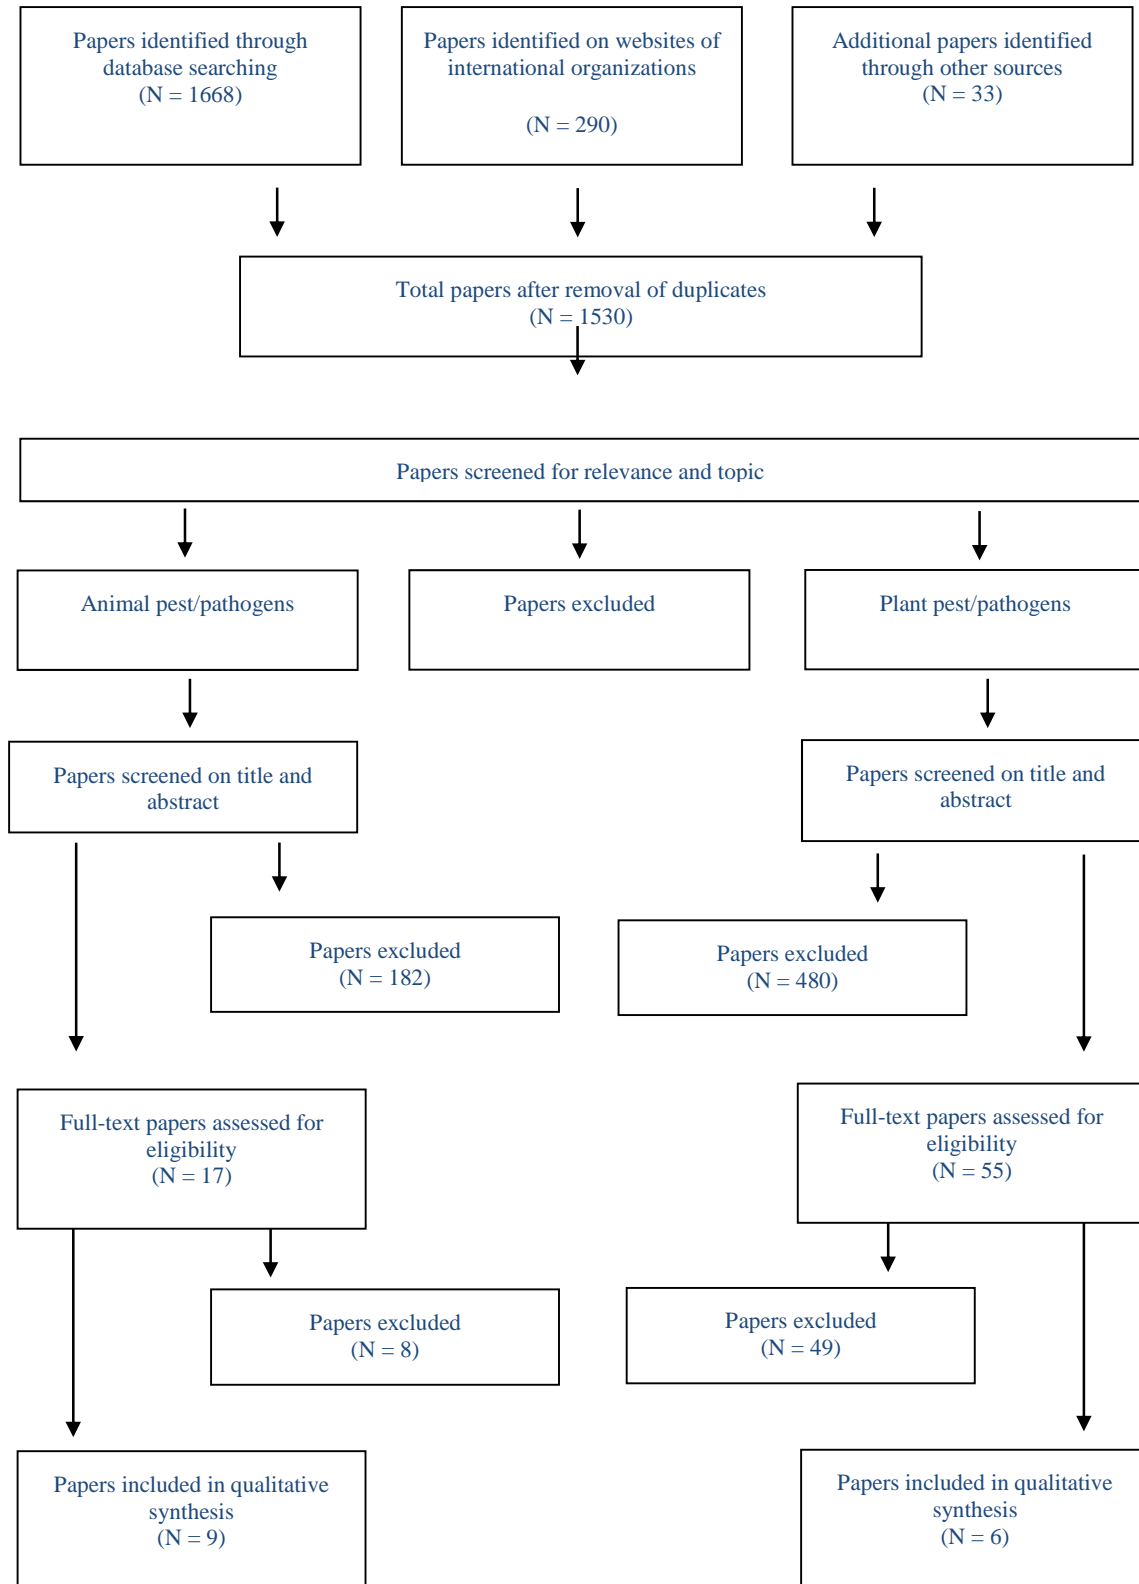 Papers identified through
database searching
(N = 1668)
Papers identified on websites of
international organizations
(N = 290)
Additional papers identified
through other sources
(N = 33)
Total papers after removal of duplicates
(N = 1530)
Papers screened for relevance and topic
Animal pest/pathogens
Papers excluded
Plant pest/pathogens
Papers screened on title and
abstract
Papers screened on title and
abstract
Papers excluded
(N = 182)
Papers excluded
(N = 480)
Full-text papers assessed for
eligibility
(N = 17)
Full-text papers assessed for
eligibility
(N = 55)
Papers excluded
(N = 8)
Papers excluded
(N = 49)
Papers included in qualitative
synthesis
(N = 9)
Papers included in qualitative
synthesis
(N = 6)